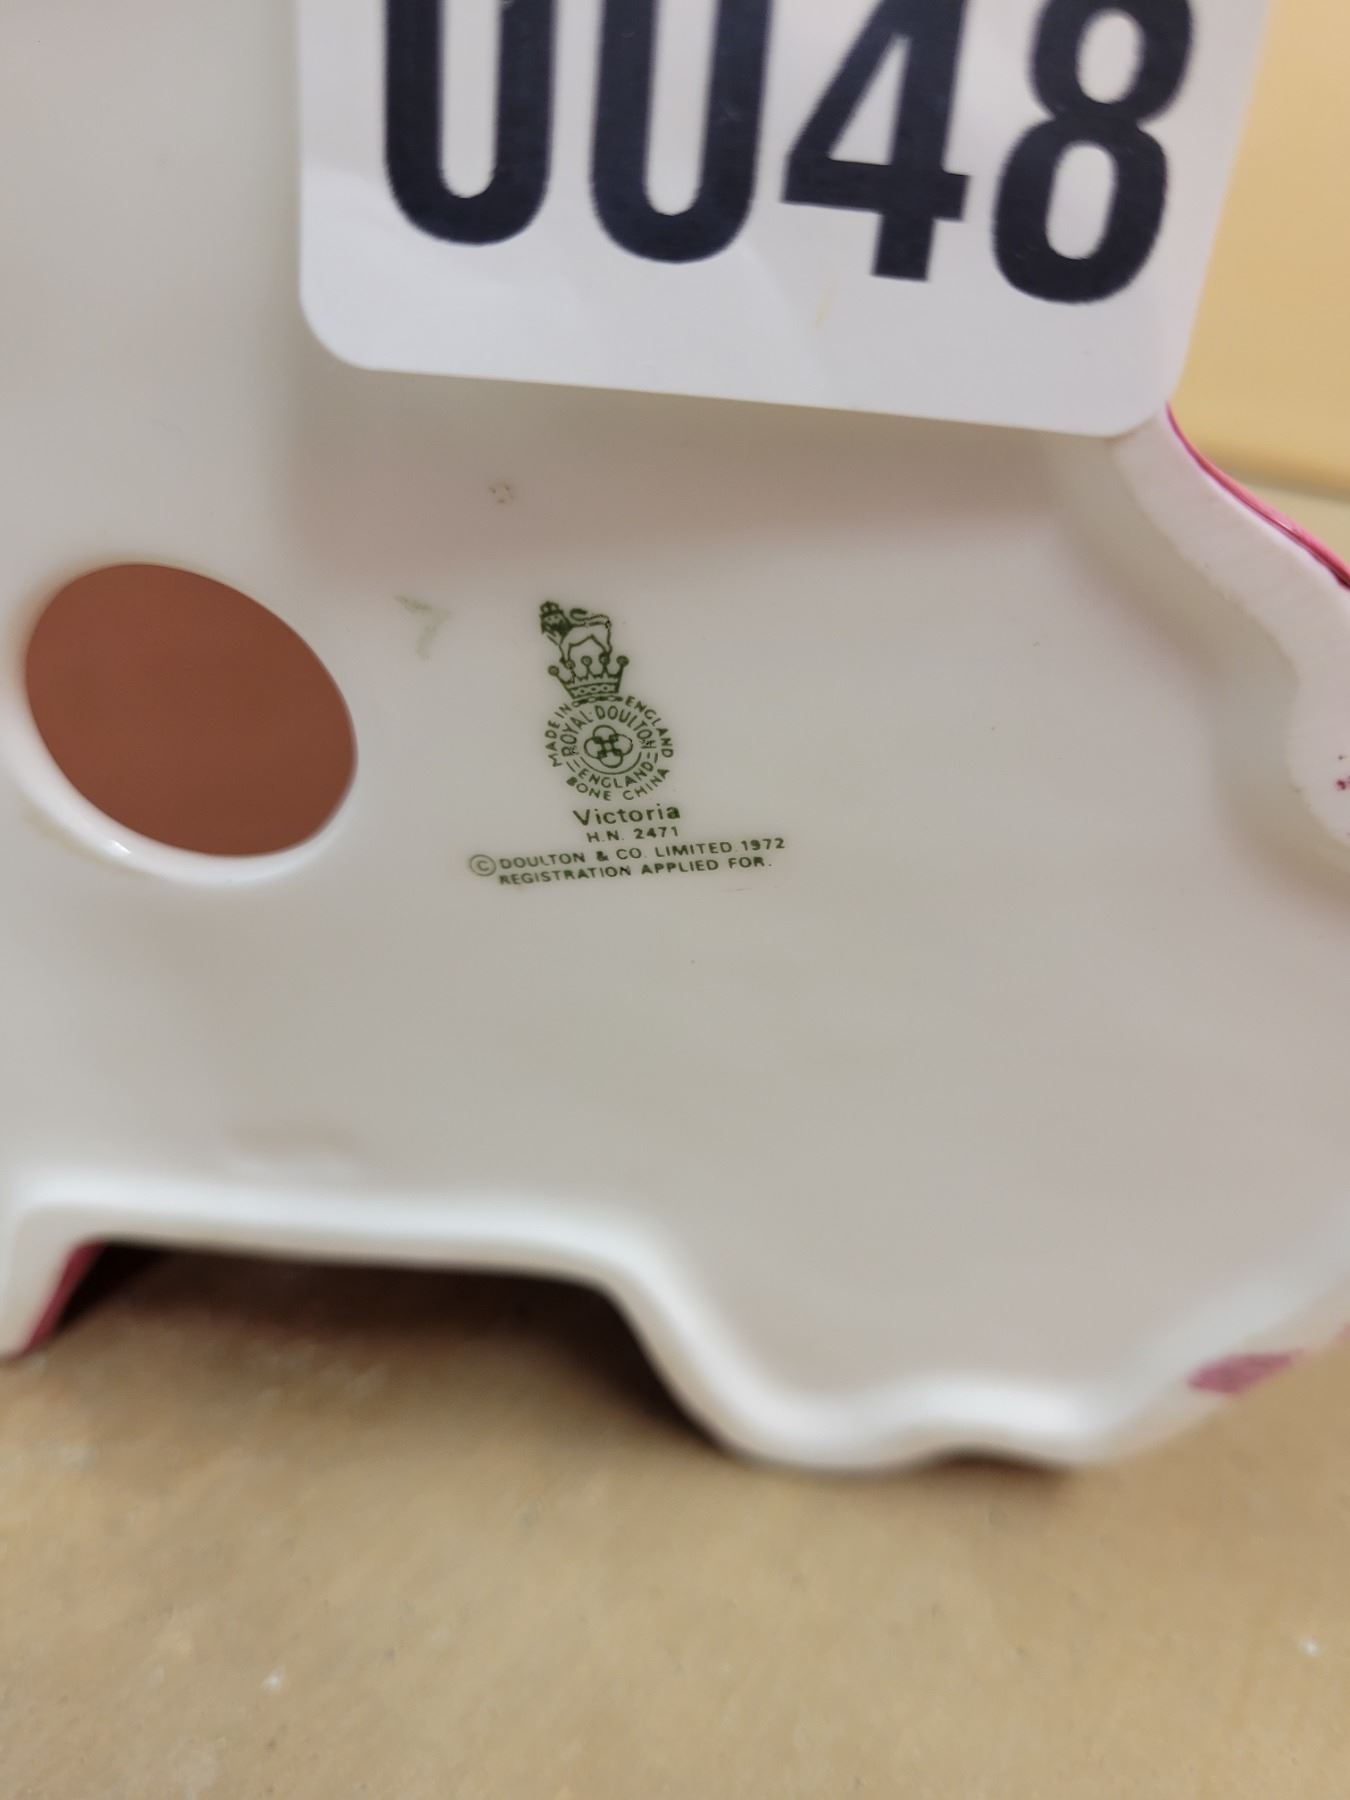 0048
MADE IN ENGLAND
ROYAL DOULTON
ENGLAND
BONE CHINA
Victoria
H.N. 2471
© DOULTON & CO. LIMITED. 1972
REGISTRATION APPLIED FOR.